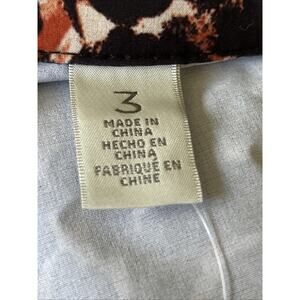 3
MADE IN
CHINA
HECHO EN
CHINA
FABRIQUE EN
CHINE